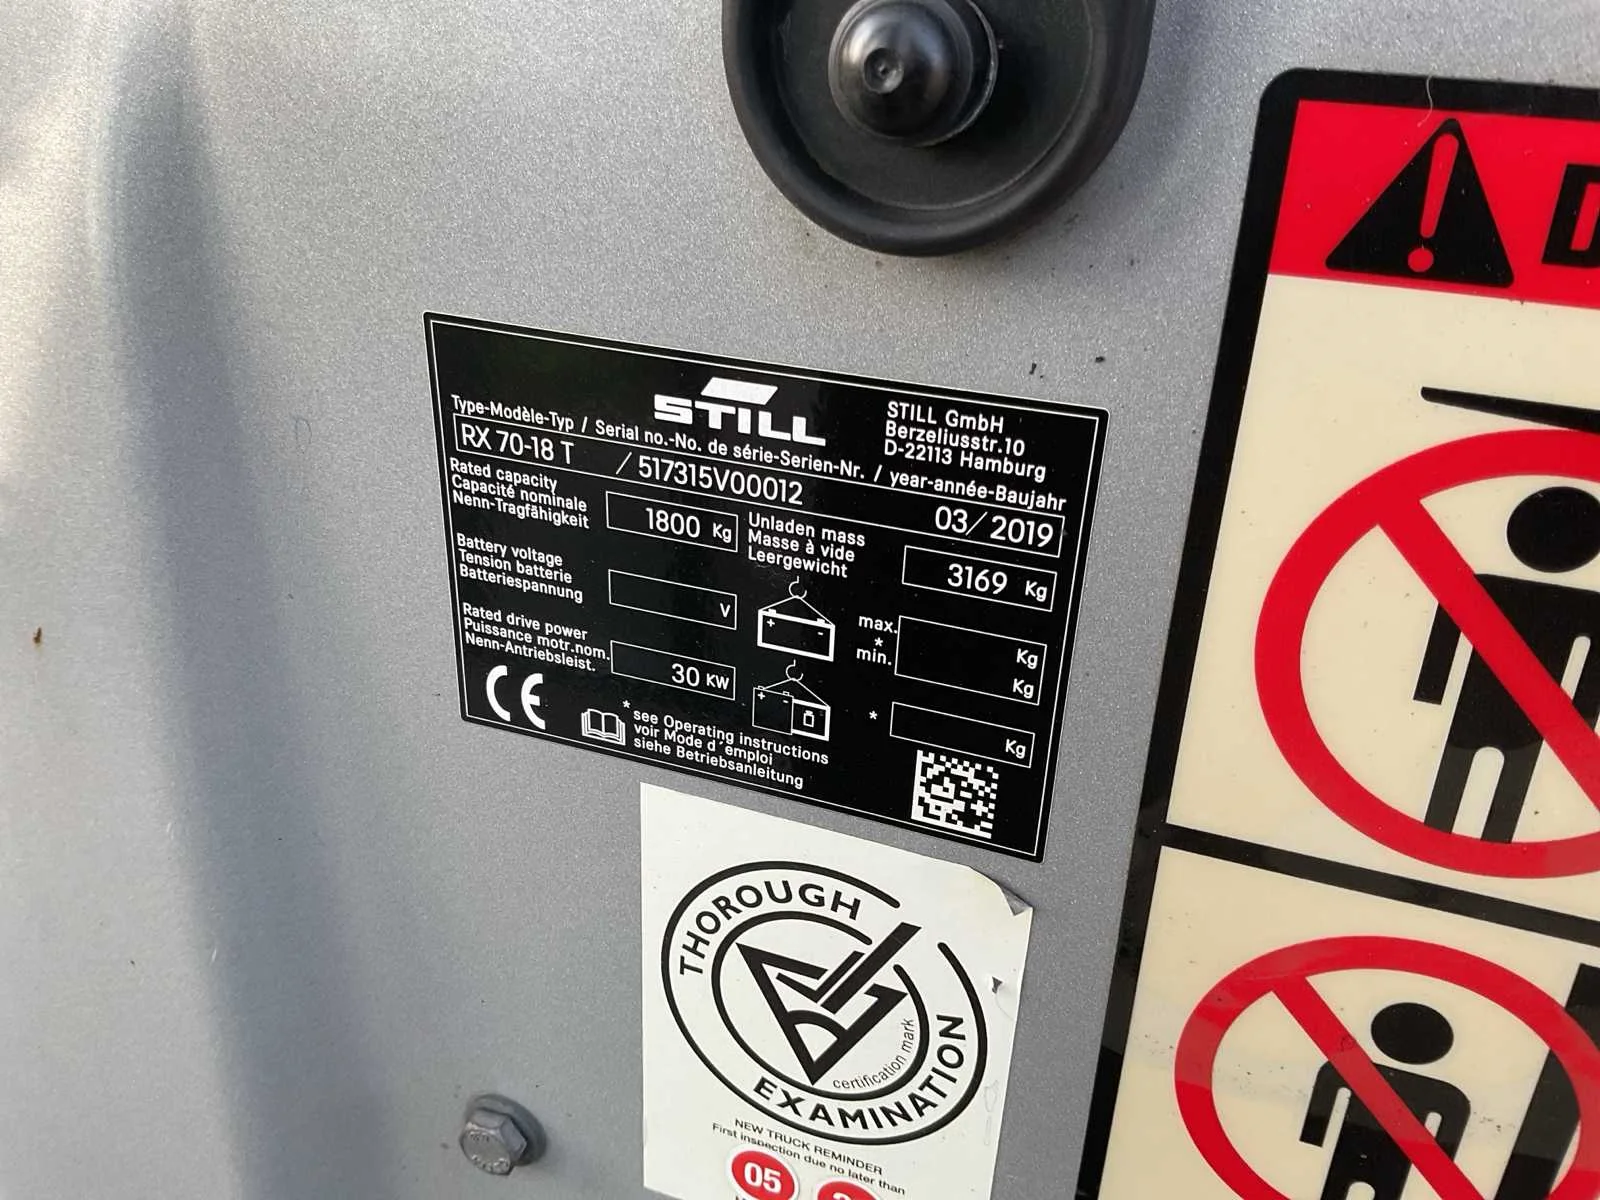 STILL
STILL GmbH
Berzeliusstr.10
D-22113 Hamburg
Type-Modèle-Typ / Serial no.-No. de série-Serien-Nr. / year-année-Baujahr
RX 70-18 T / 517315V00012 03/2019
Rated capacity
Capacité nominale
Nenn-Tragfähigkeit
1800 Kg
Unladen mass
Masse à vide
Leergewicht
3169 Kg
Battery voltage
Tension batterie
Batteriespannung
V
max.
*
min.
Kg
Kg
Rated drive power
Puissance motr.nom.
Nenn-Antriebsleist.
30 KW
*
Kg
CE
* see Operating instructions
voir Mode d´emploi
siehe Betriebsanleitung
THOROUGH
EXAMINATION
certification mark
NEW TRUCK REMINDER
First inspection due no later than
05